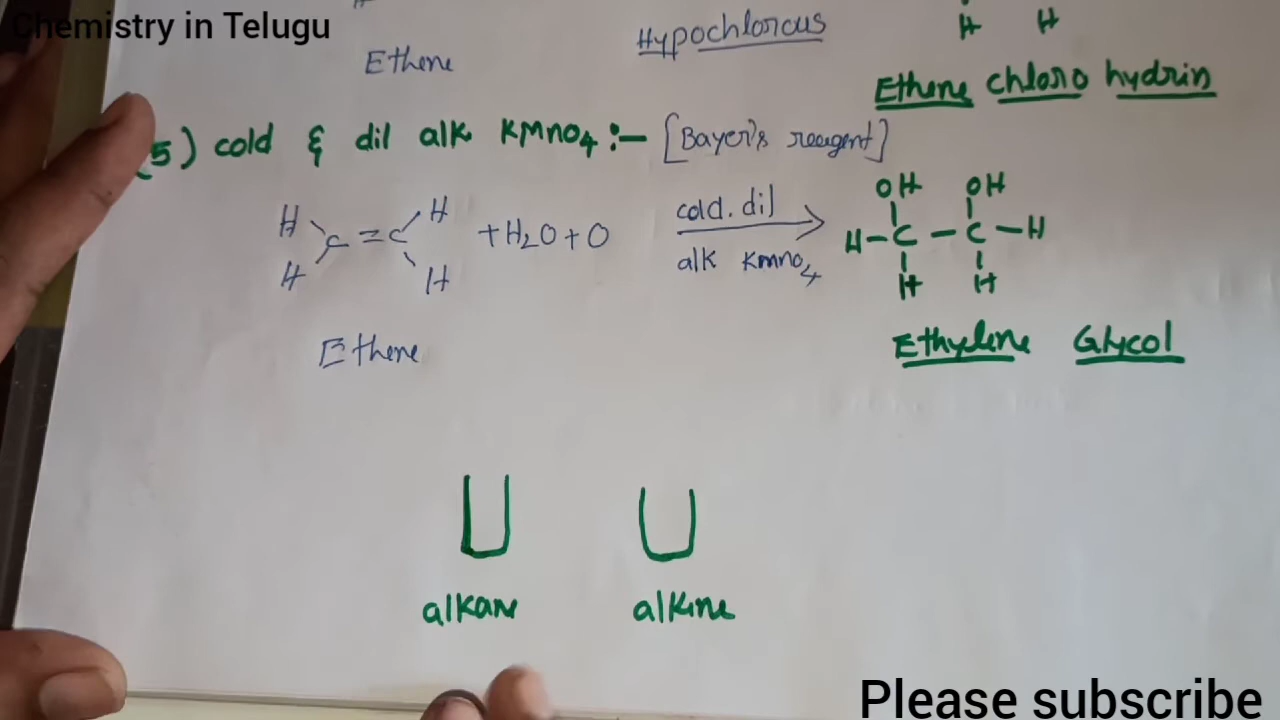 Chemistry in Telugu
H H
Ethene Hypochlorous
Ethene chloro hydrin
(5) cold & dil alk KMnO4 :- [Bayer's reagent]
OH OH
H H cold. dil
C = C + H2O + O H - C - C - H
H H alk KmnO4 H H
Ethene Ethylene Glycol
alkane alkine
Please subscribe